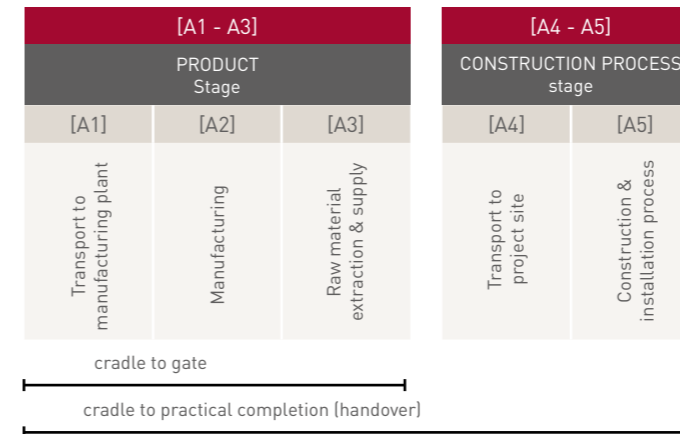 [A1 - A3]
[A4 - A5]
PRODUCT
Stage
CONSTRUCTION PROCESS
stage
[A1]
[A2]
[A3]
[A4]
[A5]
Transport to
manufacturing plant
Manufacturing
Raw material
extraction & supply
Transport to
project site
Construction &
installation process
cradle to gate
cradle to practical completion (handover)